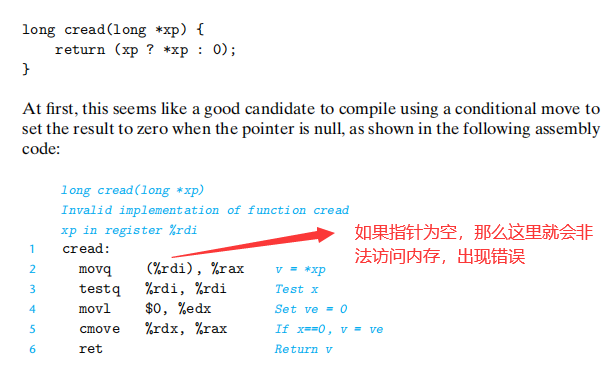 long cread(long *xp) {
return (xp ? *xp : 0);
}
At first, this seems like a good candidate to compile using a conditional move to
set the result to zero when the pointer is null, as shown in the following assembly
code:
long cread(long *xp)
Invalid implementation of function cread
xp in register %rdi
1 cread:
2 movq (%rdi), %rax v = *xp
3 testq %rdi, %rdi Test x
4 movl $0, %edx Set ve = 0
5 cmove %rdx, %rax If x==0, v = ve
6 ret Return v
如果指针为空，那么这里就会非
法访问内存，出现错误